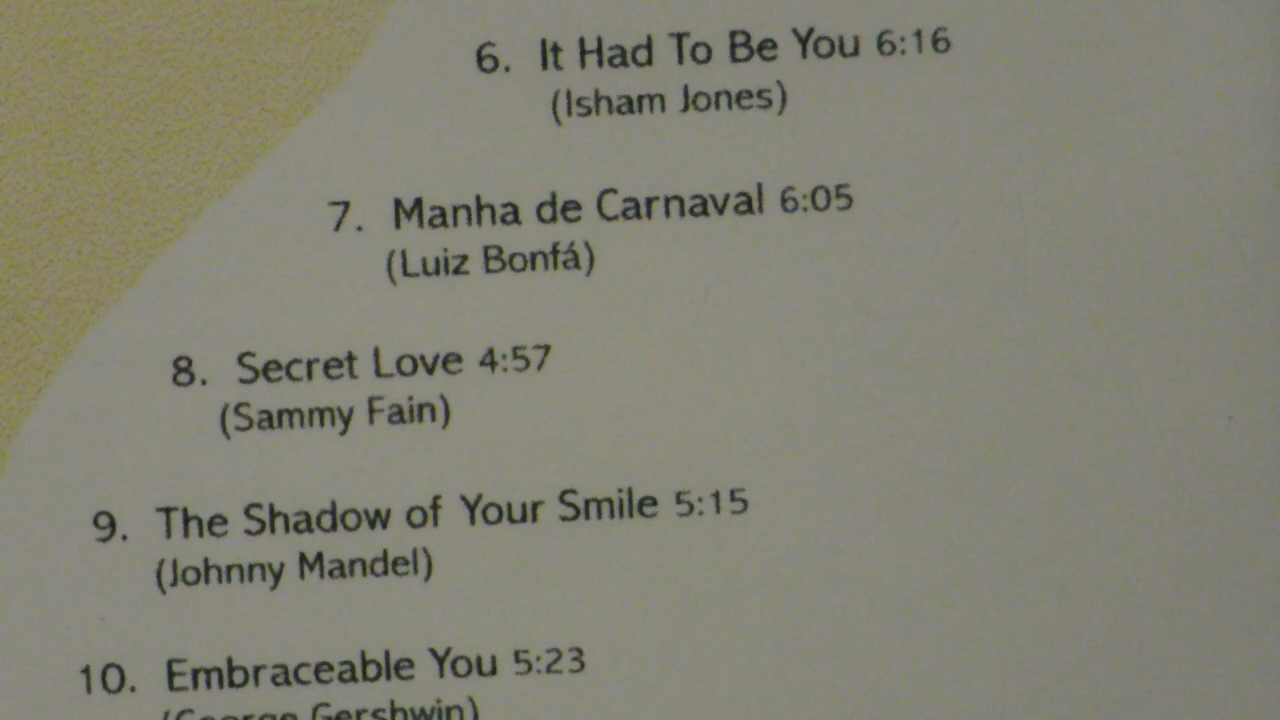 6. It Had To Be You 6:16
(Isham Jones)
7. Manha de Carnaval 6:05
(Luiz Bonfá)
8. Secret Love 4:57
(Sammy Fain)
9. The Shadow of Your Smile 5:15
(Johnny Mandel)
10. Embraceable You 5:23
(George Gershwin)